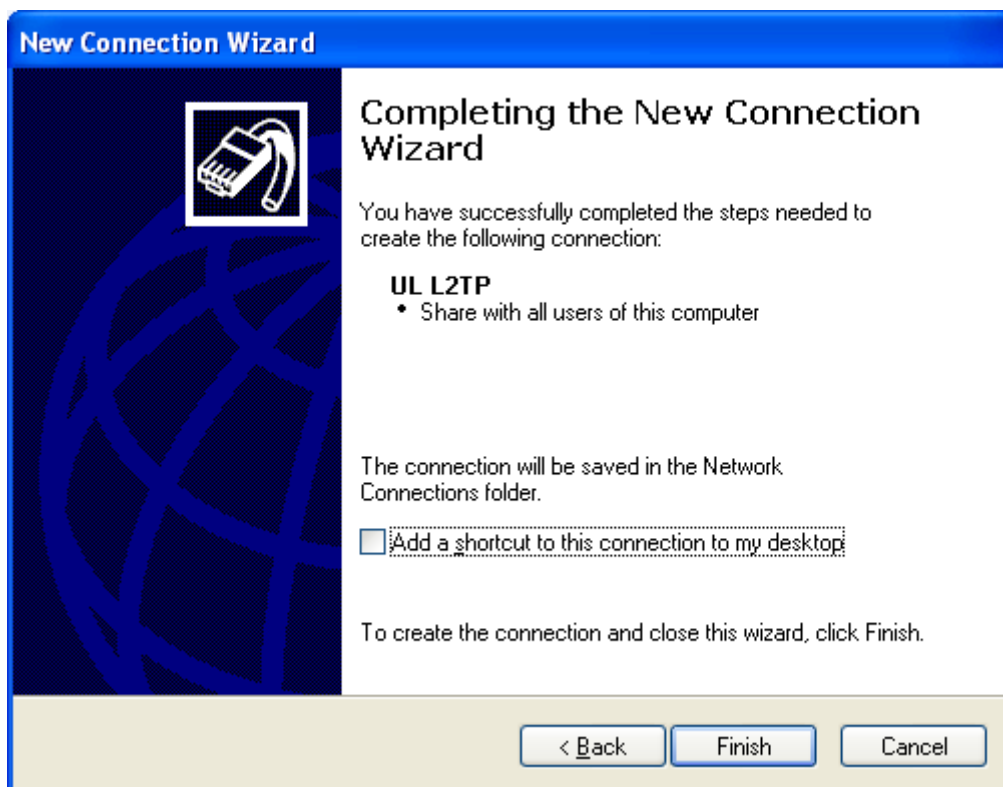 New Connection Wizard
Completing the New Connection
Wizard
You have successfully completed the steps needed to
create the following connection:
UL L2TP
• Share with all users of this computer
The connection will be saved in the Network
Connections folder.
Add a shortcut to this connection to my desktop
To create the connection and close this wizard, click Finish.
< Back
Finish
Cancel